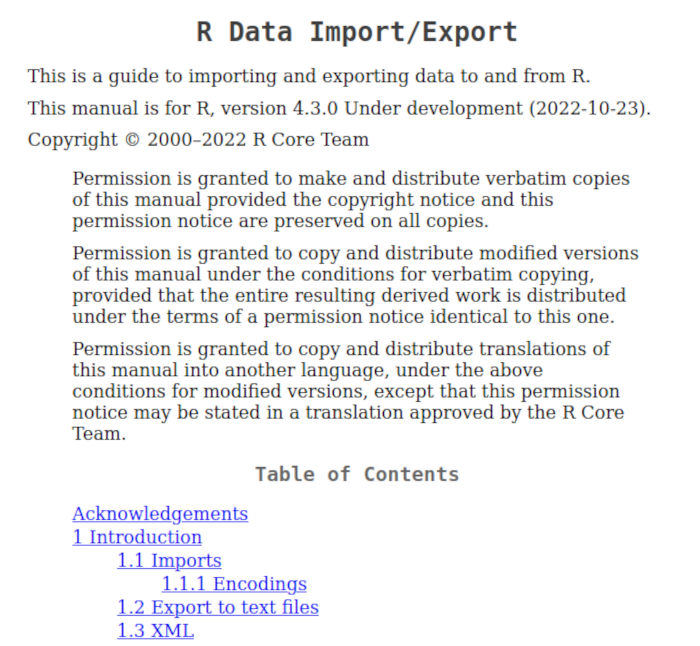 R Data Import/Export
This is a guide to importing and exporting data to and from R.
This manual is for R, version 4.3.0 Under development (2022-10-23).
Copyright © 2000–2022 R Core Team
Permission is granted to make and distribute verbatim copies
of this manual provided the copyright notice and this
permission notice are preserved on all copies.
Permission is granted to copy and distribute modified versions
of this manual under the conditions for verbatim copying,
provided that the entire resulting derived work is distributed
under the terms of a permission notice identical to this one.
Permission is granted to copy and distribute translations of
this manual into another language, under the above
conditions for modified versions, except that this permission
notice may be stated in a translation approved by the R Core
Team.
Table of Contents
Acknowledgements
1 Introduction
1.1 Imports
1.1.1 Encodings
1.2 Export to text files
1.3 XML